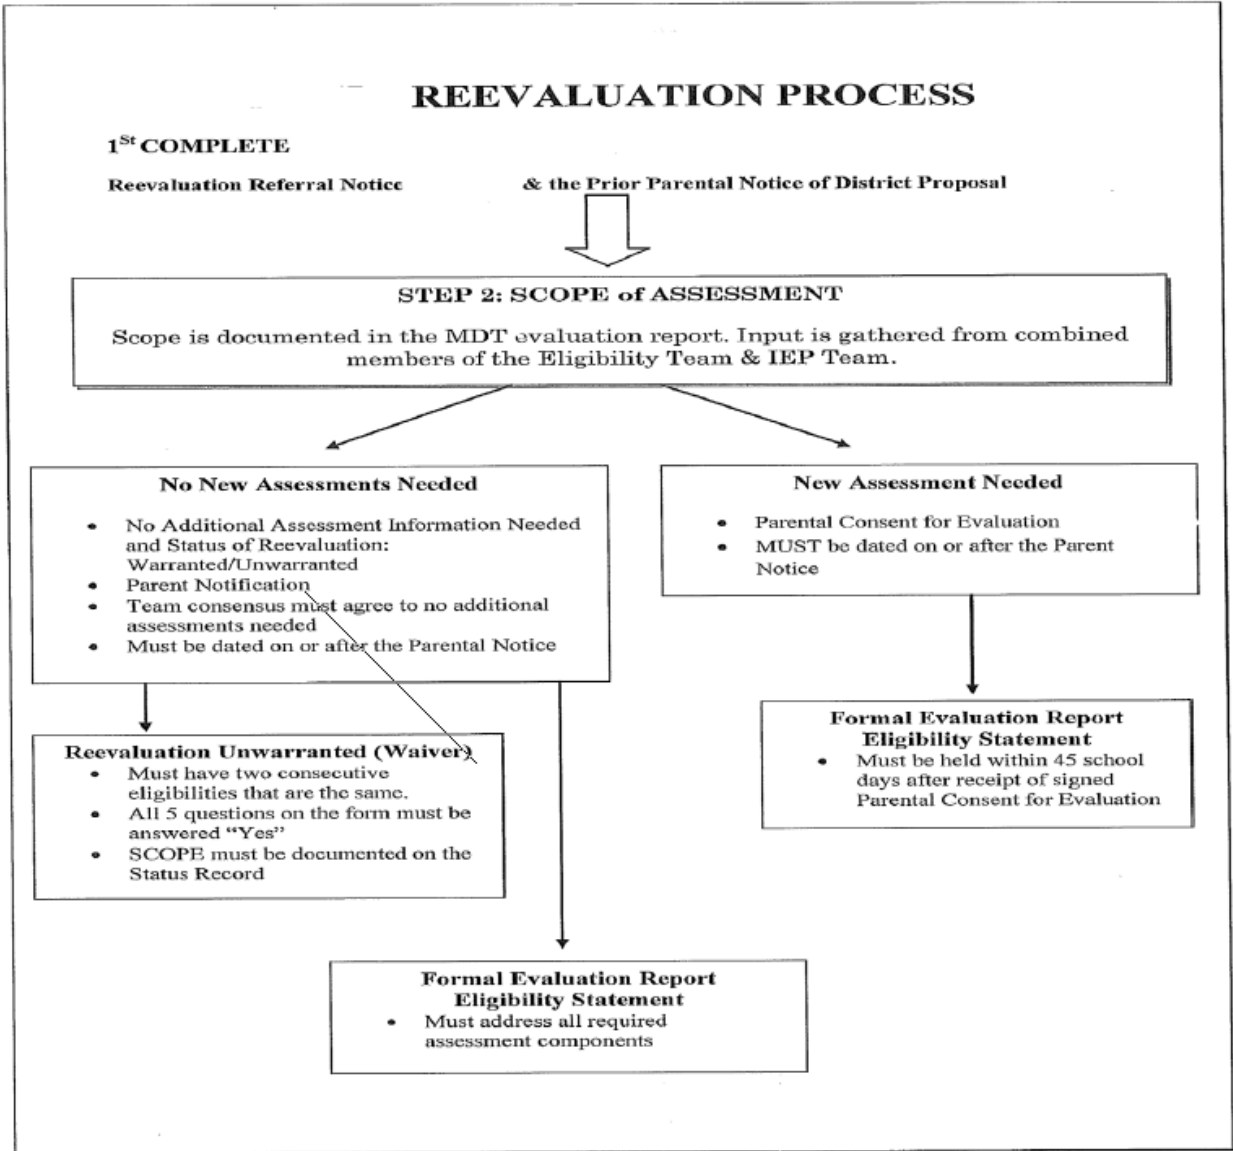 REEVALUATION PROCESS
1St COMPLETE
Reevaluation Referral Notice & the Prior Parental Notice of District Proposal
STEP 2: SCOPE of ASSESSMENT
Scope is documented in the MDT evaluation report. Input is gathered from combined
members of the Eligibility Team & IEP Team.
No New Assessments Needed
• No Additional Assessment Information Needed
and Status of Reevaluation:
Warranted/Unwarranted
• Parent Notification
• Team consensus must agree to no additional
assessments needed
• Must be dated on or after the Parental Notice
New Assessment Needed
• Parental Consent for Evaluation
• MUST be dated on or after the Parent
Notice
Reevaluation Unwarranted (Waiver)
• Must have two consecutive
eligibilities that are the same.
• All 5 questions on the form must be
answered “Yes”
• SCOPE must be documented on the
Status Record
Formal Evaluation Report
Eligibility Statement
• Must be held within 45 school
days after receipt of signed
Parental Consent for Evaluation
Formal Evaluation Report
Eligibility Statement
• Must address all required
assessment components